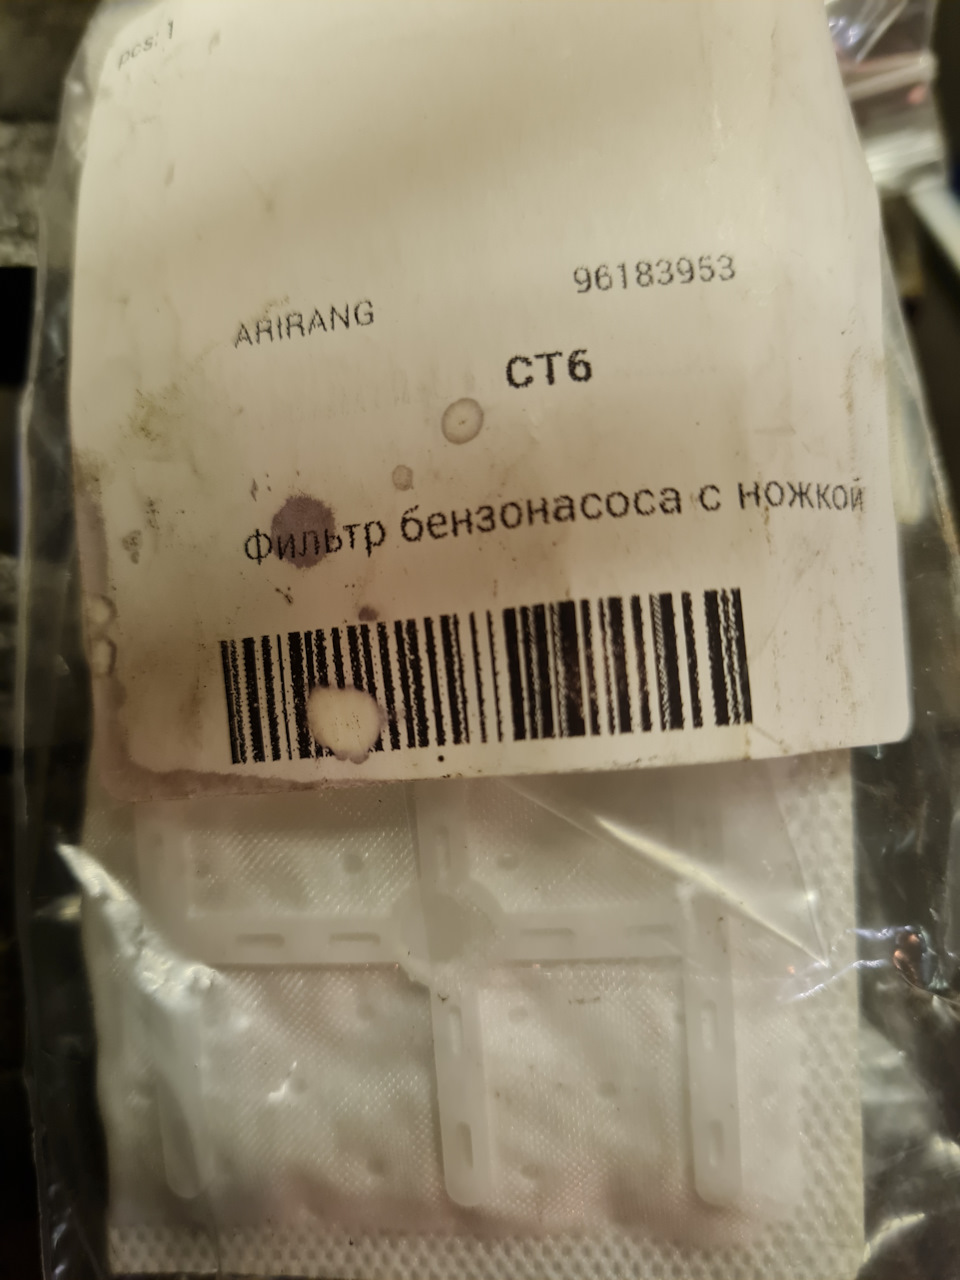 pcs: 1
96183953
ARIRANG
CT6
Фильтр бензонасоса с ножкой